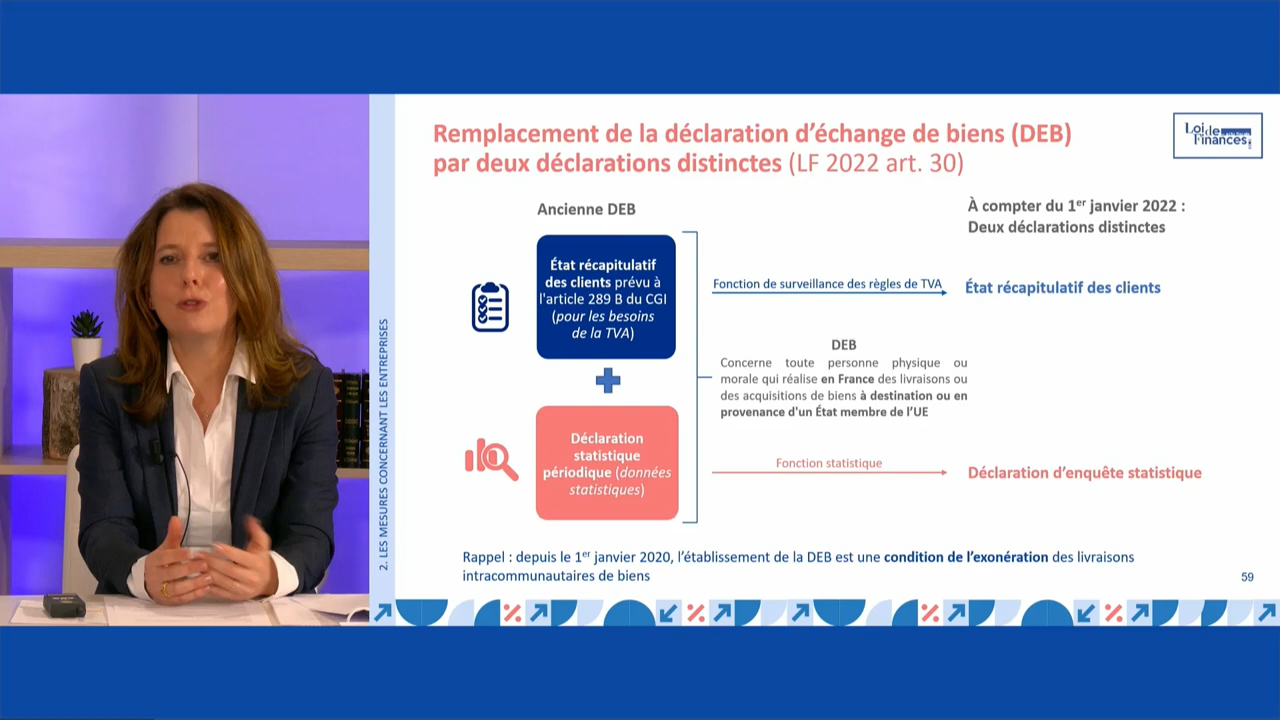 Remplacement de la déclaration d’échange de biens (DEB)
par deux déclarations distinctes (LF 2022 art. 30)
Loi de
Finances
2. LES MESURES CONCERNANT LES ENTREPRISES
Ancienne DEB
À compter du 1er janvier 2022 :
Deux déclarations distinctes
État récapitulatif
des clients prévu à
l'article 289 B du CGI
(pour les besoins
de la TVA)
Fonction de surveillance des règles de TVA
État récapitulatif des clients
DEB
Concerne toute personne physique ou
morale qui réalise en France des livraisons ou
des acquisitions de biens à destination ou en
provenance d'un État membre de l’UE
Déclaration
statistique
périodique (données
statistiques)
Fonction statistique
Déclaration d’enquête statistique
Rappel : depuis le 1er janvier 2020, l’établissement de la DEB est une condition de l’exonération des livraisons
intracommunautaires de biens
59